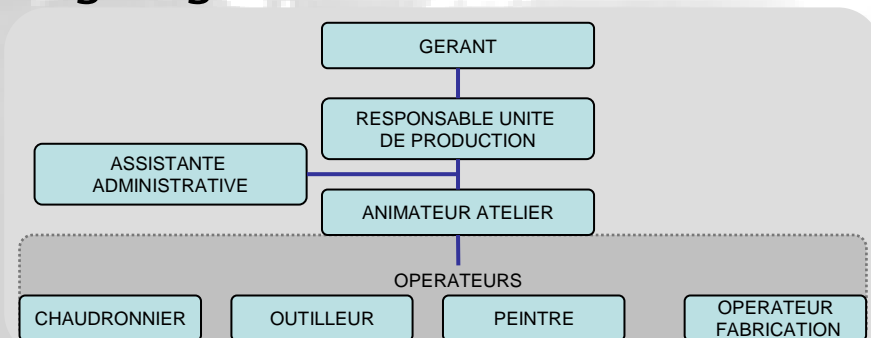 GERANT
RESPONSABLE UNITE
DE PRODUCTION
ASSISTANTE
ADMINISTRATIVE
ANIMATEUR ATELIER
OPERATEURS
CHAUDRONNIER
OUTILLEUR
PEINTRE
OPERATEUR
FABRICATION